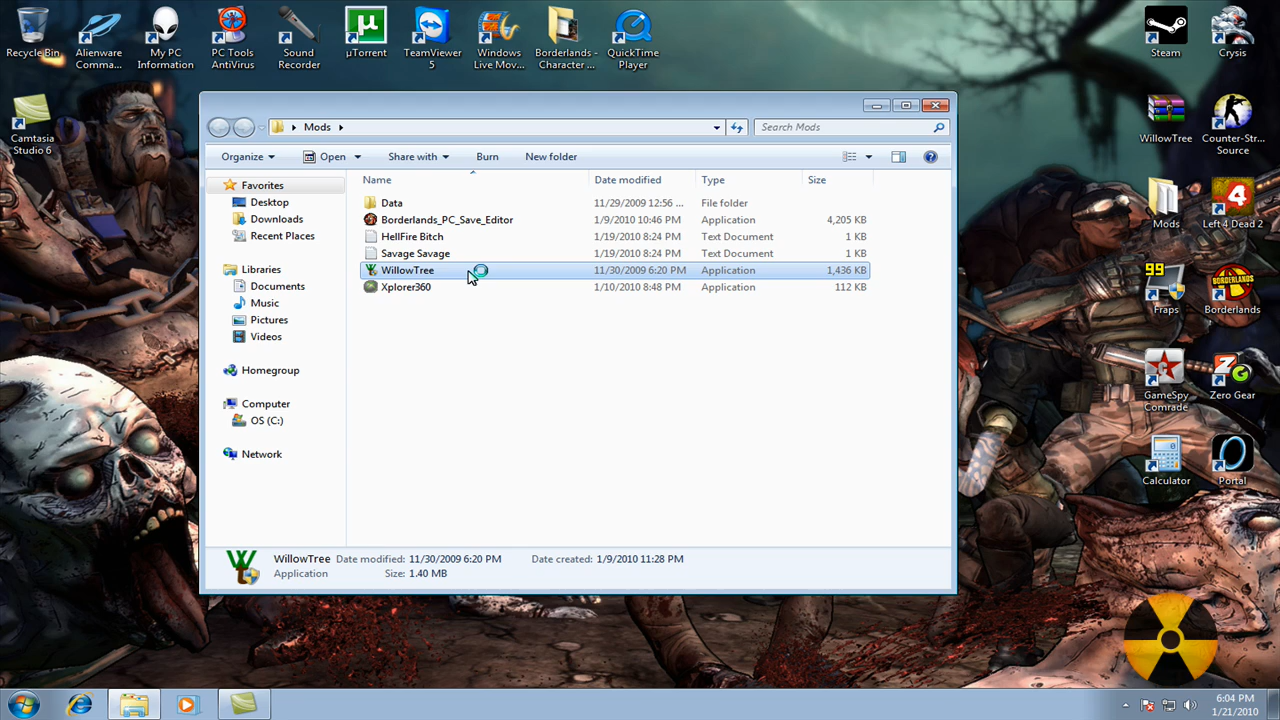 Recycle Bin
Alienware
Comma...
My PC
Information
PC Tools
AntiVirus
Sound
Recorder
µTorrent
TeamViewer
5
Windows
Live Mov...
Borderlands -
Character ...
QuickTime
Player
Steam
Crysis
Camtasia
Studio 6
WillowTree
Counter-Str...
Source
Mods
Left 4 Dead 2
99
Fraps
Borderlands
GameSpy
Comrade
Zero Gear
Calculator
Portal
Mods
Search Mods
Organize
Open
Share with
Burn
New folder
Favorites
Desktop
Downloads
Recent Places
Libraries
Documents
Music
Pictures
Videos
Homegroup
Computer
OS (C:)
Network
Name Date modified Type Size
Data 11/29/2009 12:56 ... File folder
Borderlands_PC_Save_Editor 1/9/2010 10:46 PM Application 4,205 KB
HellFire Bitch 1/19/2010 8:24 PM Text Document 1 KB
Savage Savage 1/19/2010 8:24 PM Text Document 1 KB
WillowTree 11/30/2009 6:20 PM Application 1,436 KB
Xplorer360 1/10/2010 8:48 PM Application 112 KB
WillowTree Date modified: 11/30/2009 6:20 PM Date created: 1/9/2010 11:28 PM
Application Size: 1.40 MB
6:04 PM
1/21/2010